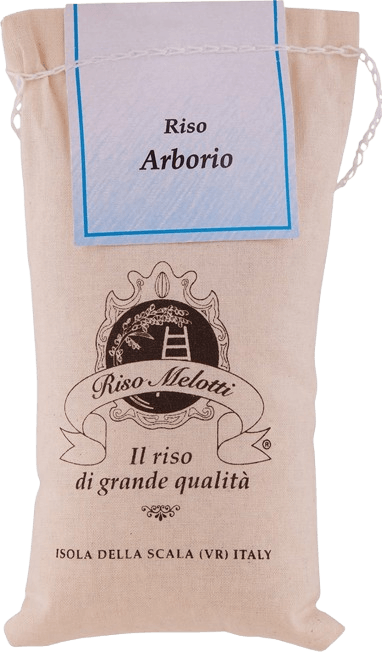 Riso
Arborio
Riso Melotti
®
Il riso
di grande qualità
ISOLA DELLA SCALA (VR) ITALY